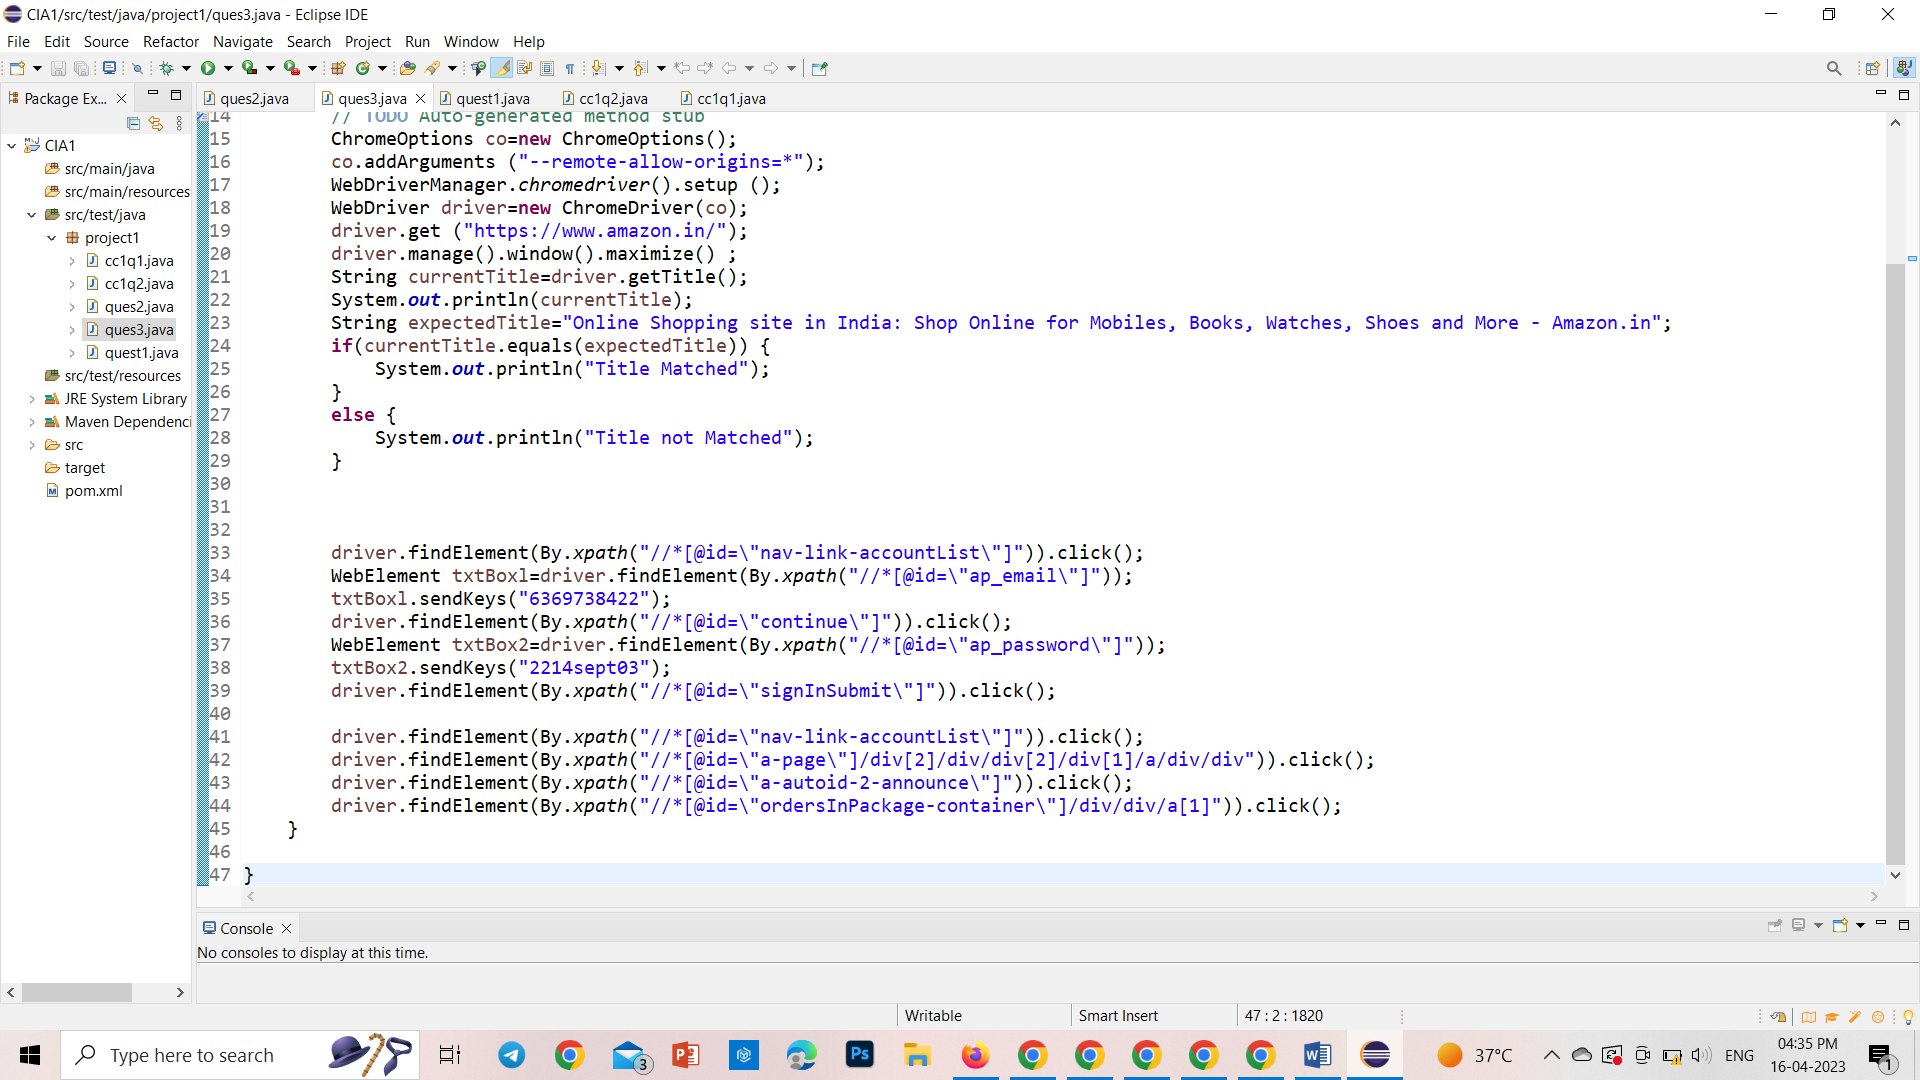 CIA1/src/test/java/project1/ques3.java - Eclipse IDE
File Edit Source Refactor Navigate Search Project Run Window Help
Package Ex...
ques2.java ques3.java quest1.java cc1q2.java cc1q1.java
CIA1
src/main/java
src/main/resources
src/test/java
project1
cc1q1.java
cc1q2.java
ques2.java
ques3.java
quest1.java
src/test/resources
JRE System Library
Maven Dependenci
src
target
pom.xml
14 // TODO Auto-generated method stub
15 ChromeOptions co=new ChromeOptions();
16 co.addArguments ("--remote-allow-origins=*");
17 WebDriverManager.chromedriver().setup ();
18 WebDriver driver=new ChromeDriver(co);
19 driver.get ("https://www.amazon.in/");
20 driver.manage().window().maximize() ;
21 String currentTitle=driver.getTitle();
22 System.out.println(currentTitle);
23 String expectedTitle="Online Shopping site in India: Shop Online for Mobiles, Books, Watches, Shoes and More - Amazon.in";
24 if(currentTitle.equals(expectedTitle)) {
25 System.out.println("Title Matched");
26 }
27 else {
28 System.out.println("Title not Matched");
29 }
30
31
32
33 driver.findElement(By.xpath("//*[@id=\"nav-link-accountList\"]")).click();
34 WebElement txtBoxl=driver.findElement(By.xpath("//*[@id=\"ap_email\"]"));
35 txtBoxl.sendKeys("6369738422");
36 driver.findElement(By.xpath("//*[@id=\"continue\"]")).click();
37 WebElement txtBox2=driver.findElement(By.xpath("//*[@id=\"ap_password\"]"));
38 txtBox2.sendKeys("2214sept03");
39 driver.findElement(By.xpath("//*[@id=\"signInSubmit\"]")).click();
40
41 driver.findElement(By.xpath("//*[@id=\"nav-link-accountList\"]")).click();
42 driver.findElement(By.xpath("//*[@id=\"a-page\"]/div[2]/div/div[2]/div[1]/a/div/div")).click();
43 driver.findElement(By.xpath("//*[@id=\"a-autoid-2-announce\"]")).click();
44 driver.findElement(By.xpath("//*[@id=\"ordersInPackage-container\"]/div/div/a[1]")).click();
45 }
46
47 }
Console
No consoles to display at this time.
Writable Smart Insert 47 : 2 : 1820
Type here to search
3
Ps
37°C
ENG
04:35 PM
16-04-2023
1